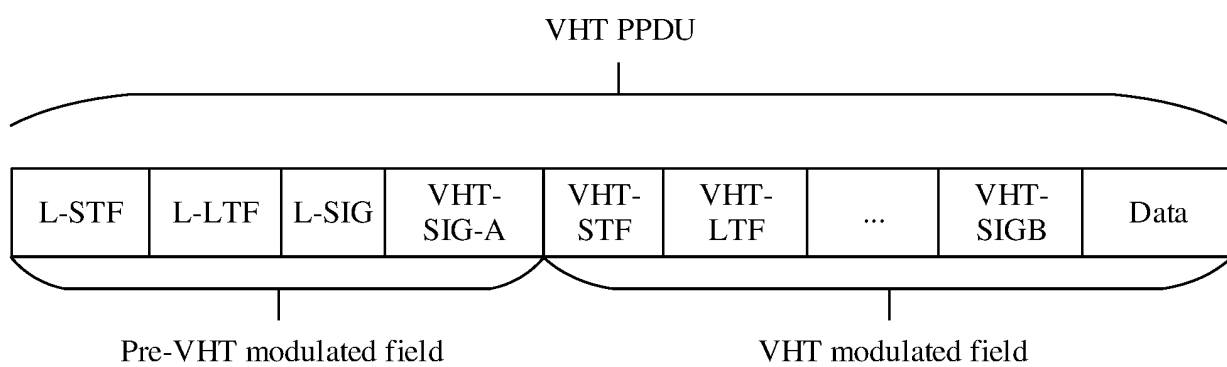 VHT PPDU
L-STF
L-LTF
L-SIG
VHT-
SIG-A
VHT-
STF
VHT-
LTF
...
VHT-
SIGB
Data
Pre-VHT modulated field
VHT modulated field